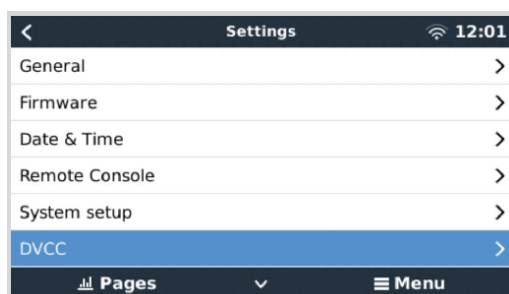 Settings 12:01
General
Firmware
Date & Time
Remote Console
System setup
DVCC
Pages Menu